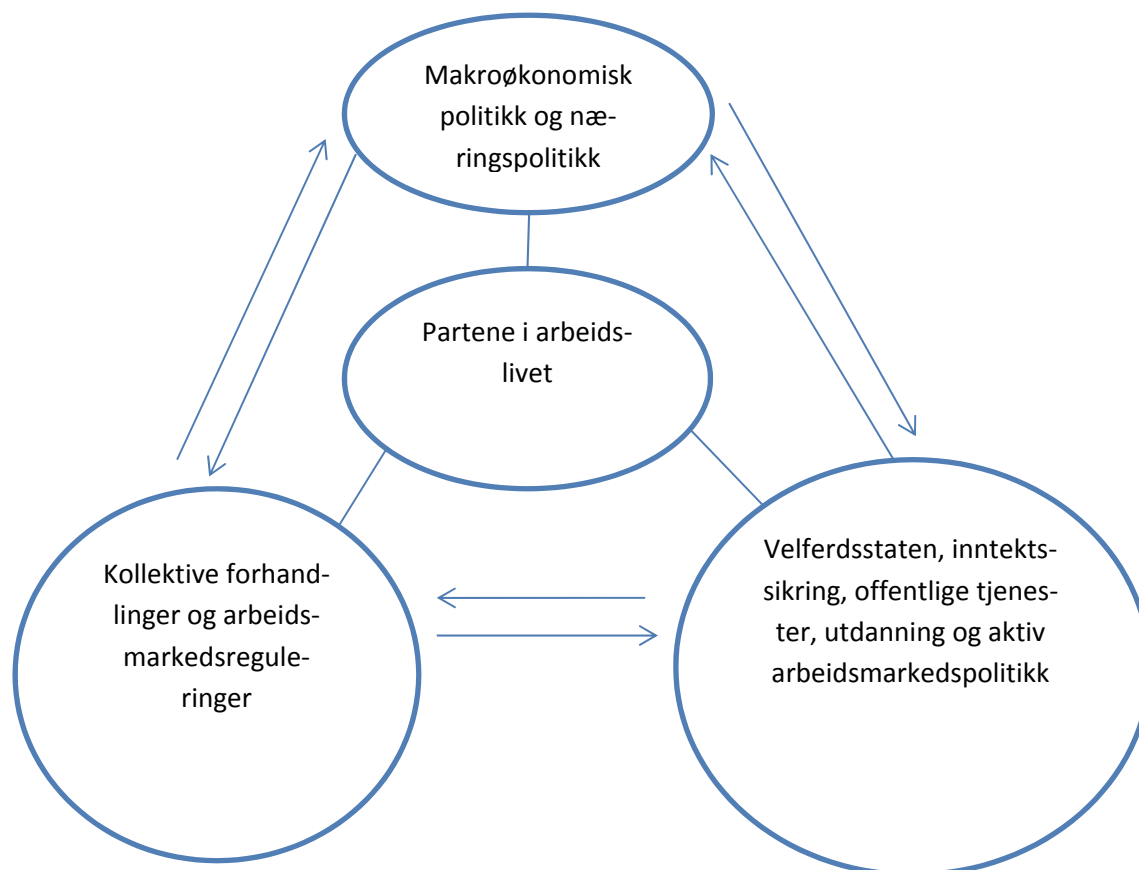 Makroøkonomisk
politikk og næ-
ringspolitikk
Partene i arbeids-
livet
Kollektive forhand-
linger og arbeids-
markedsregule-
ringer
Velferdsstaten, inntekts-
sikring, offentlige tjenes-
ter, utdanning og aktiv
arbeidsmarkedspolitikk